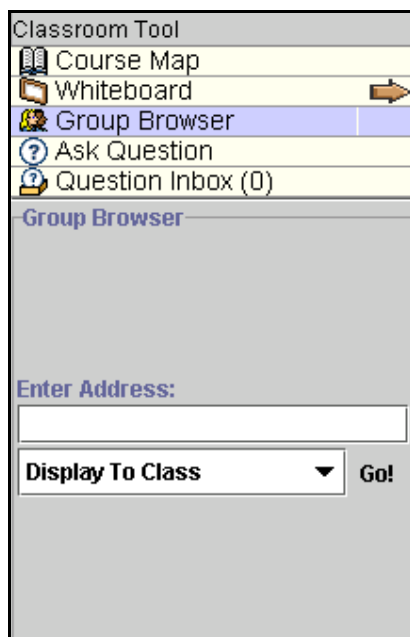 Classroom Tool
Course Map
Whiteboard
Group Browser
Ask Question
Question Inbox (0)
Group Browser
Enter Address:
Display To Class Go!